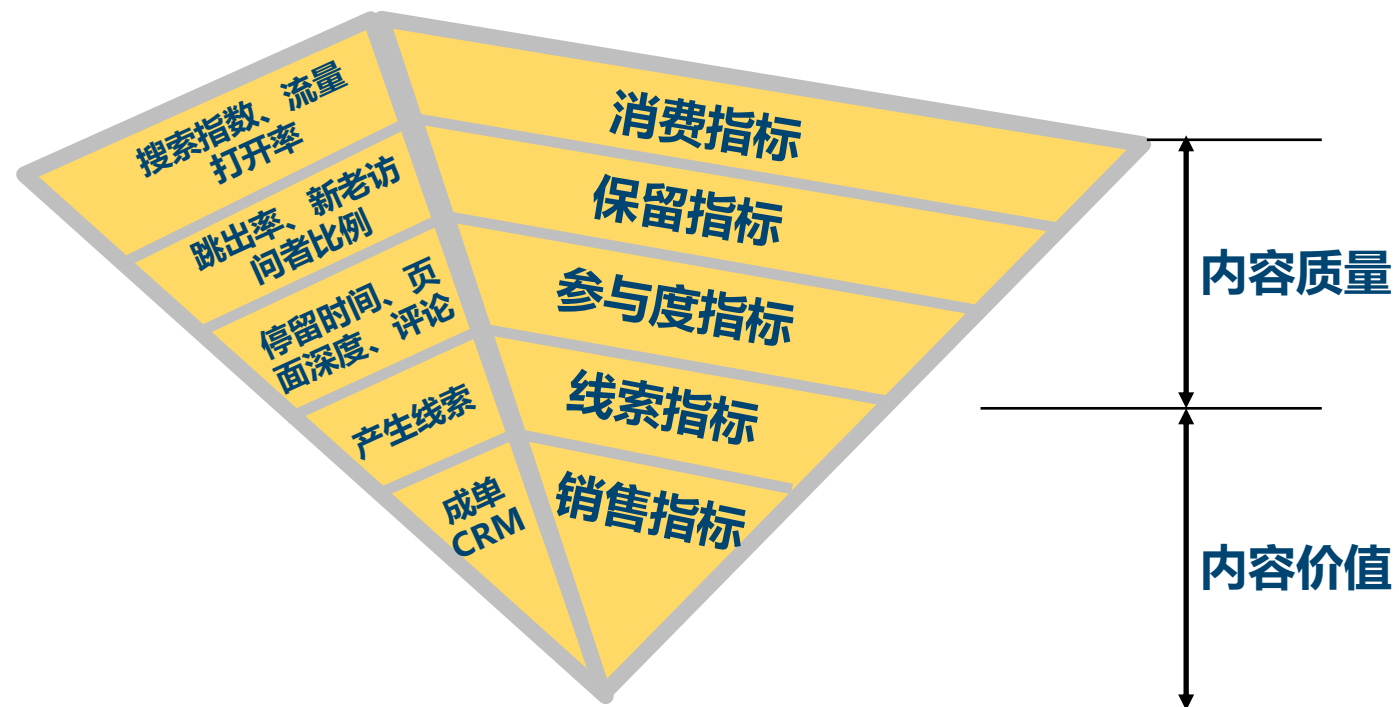 搜索指数、流量
打开率
消费指标
跳出率、新老访
问者比例
保留指标
停留时间、页
面深度、评论
参与度指标
产生线索
线索指标
成单
CRM
销售指标
内容质量
内容价值